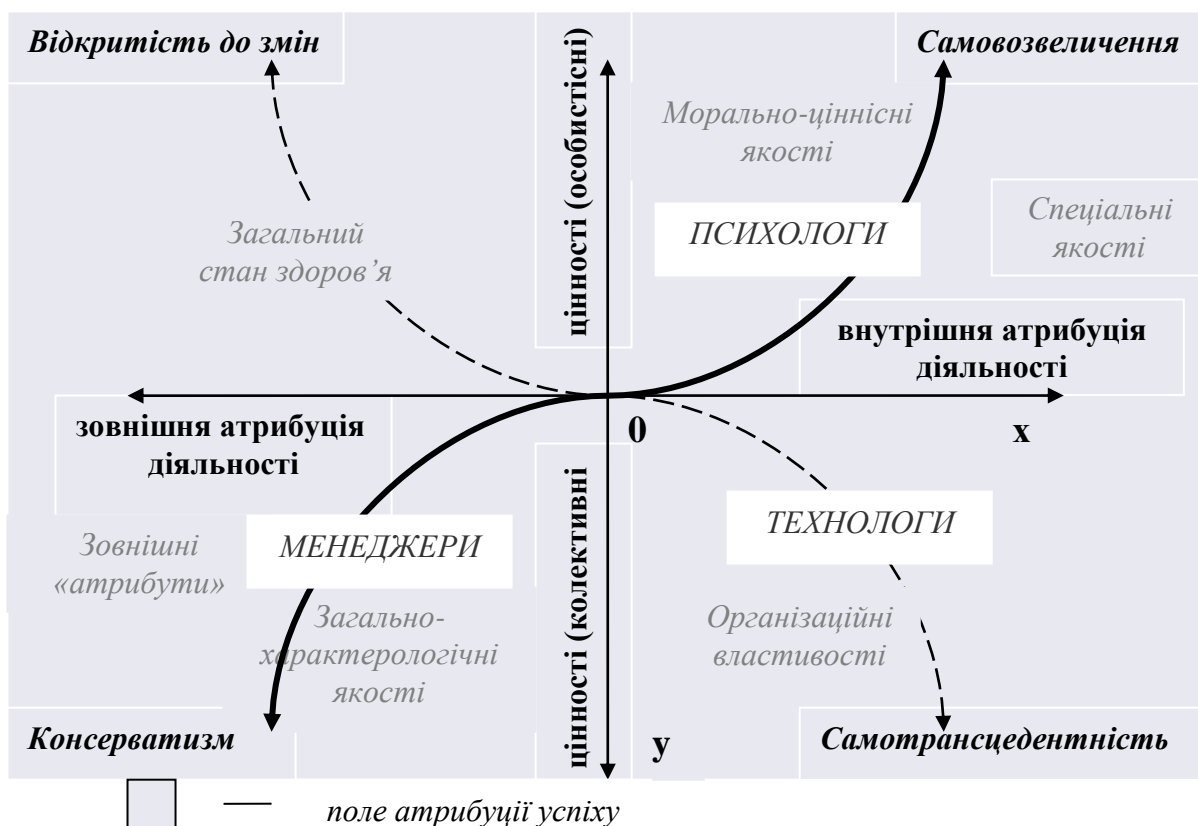 Відкритість до змін
Самовозвеличення
цінності (особистісні)
Морально-ціннісні
якості
Спеціальні
якості
ПСИХОЛОГИ
Загальний
стан здоров’я
внутрішня атрибуція
діяльності
зовнішня атрибуція
діяльності
0
x
цінності (колективні
ТЕХНОЛОГИ
МЕНЕДЖЕРИ
Зовнішні
«атрибути»
Загально-
характерологічні
якості
Організаційні
властивості
Консерватизм
y
Самотрансцедентність
поле атрибуції успіху